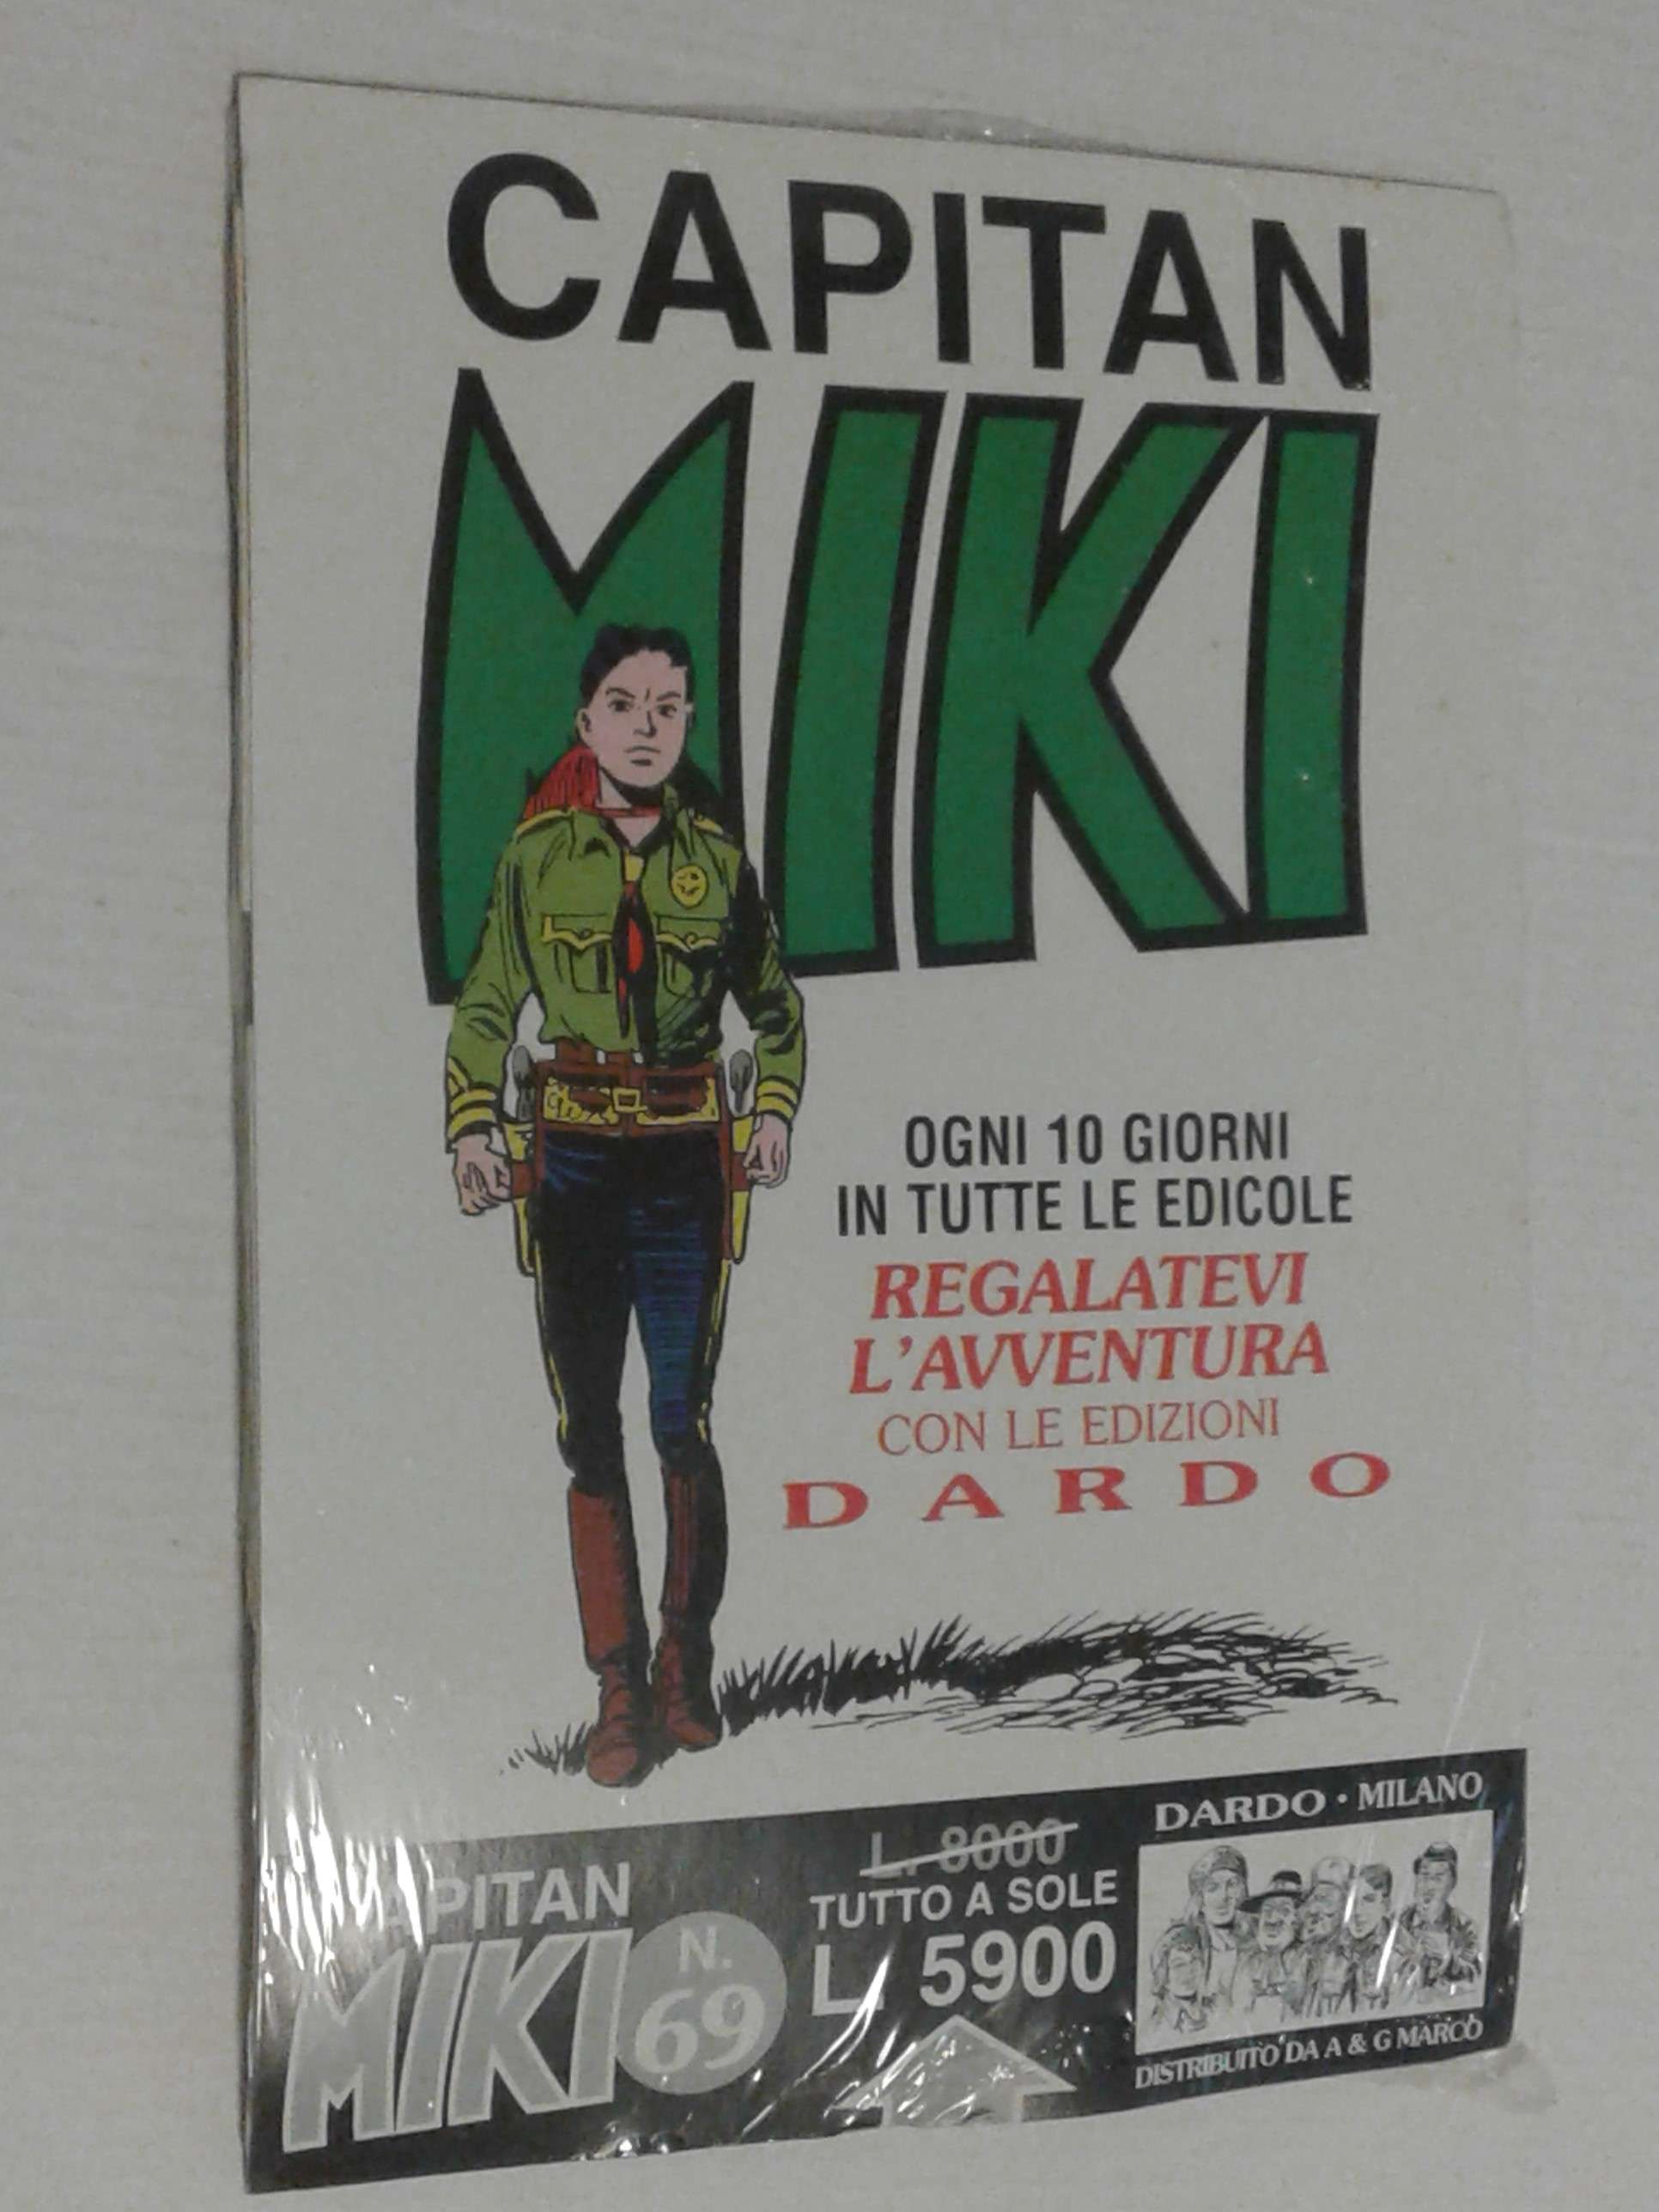 CAPITAN
MIKI
OGNI 10 GIORNI
IN TUTTE LE EDICOLE
REGALATEVI
L'AVVENTURA
CON LE EDIZIONI
DARDO
CAPITAN
MIKI
N.
69
L. 8000
TUTTO A SOLE
L. 5900
DARDO • MILANO
DISTRIBUITO DA A & G MARCO